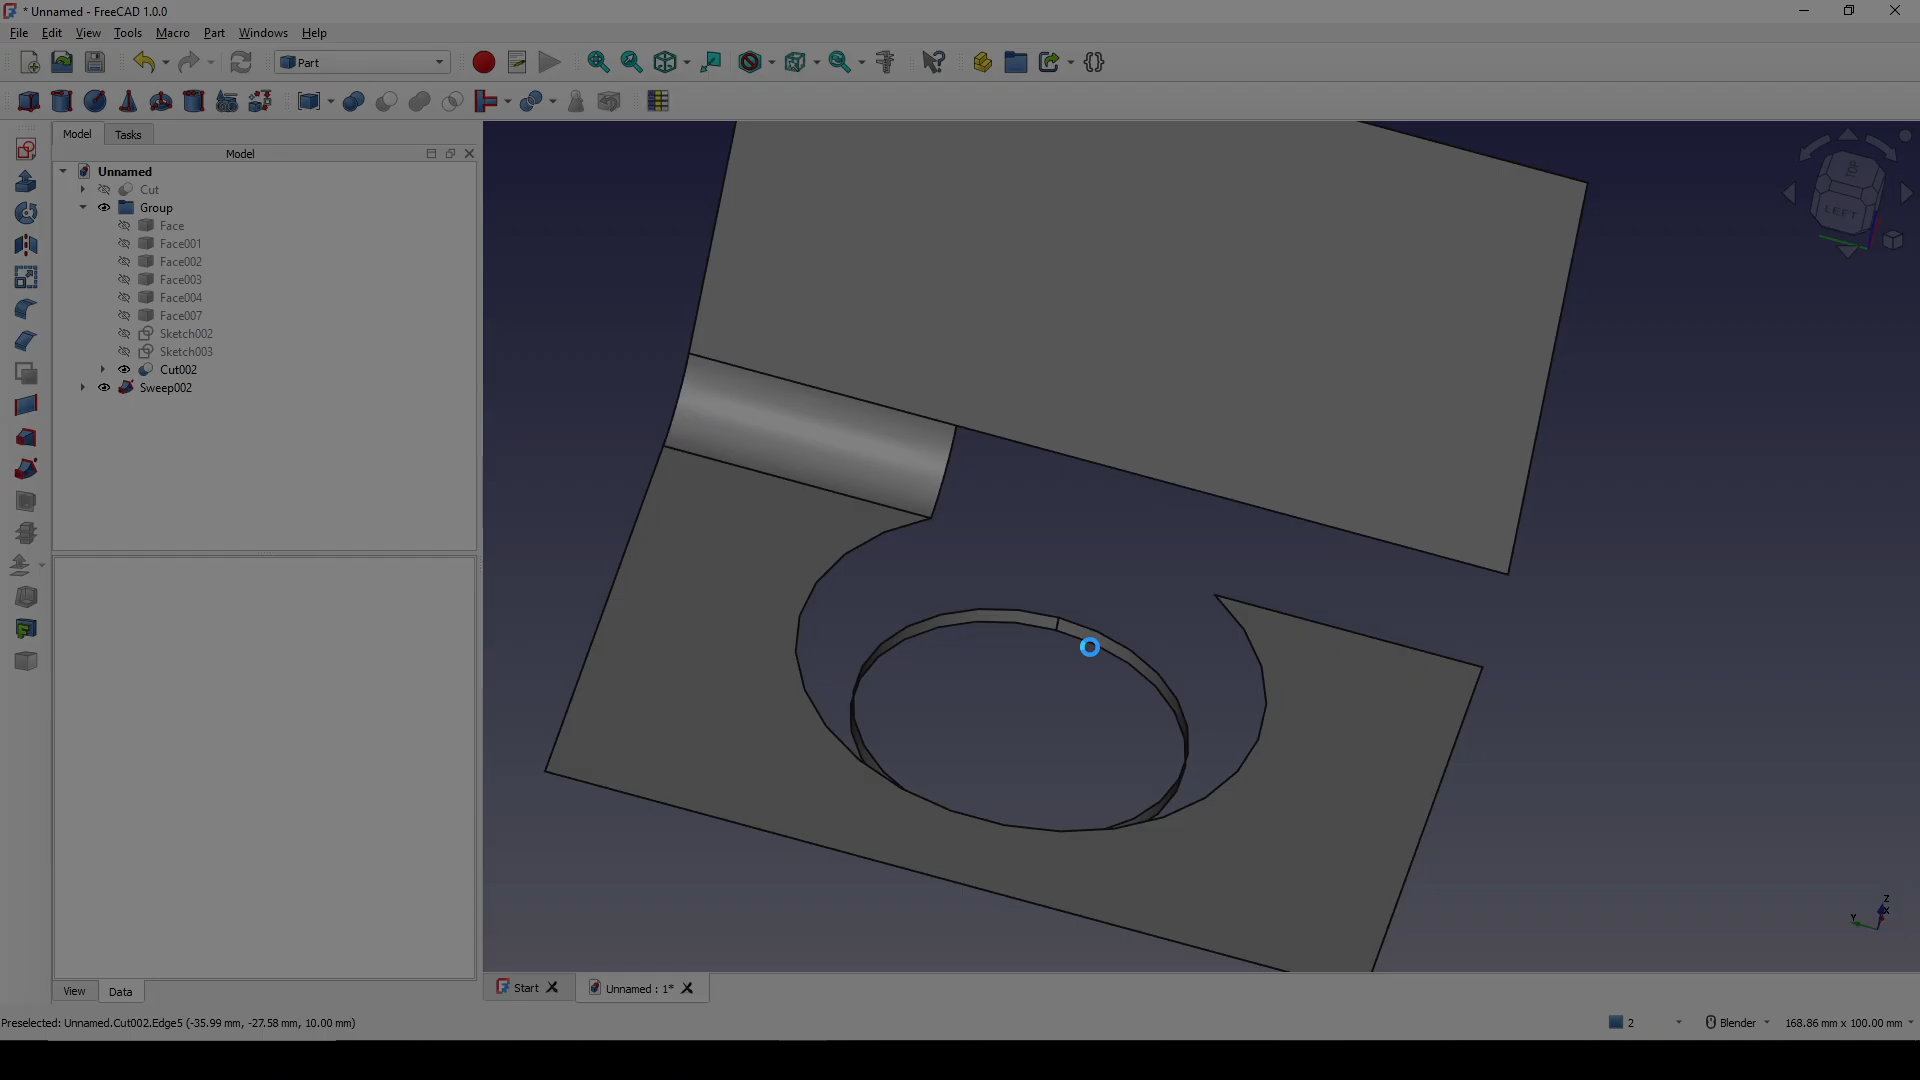 * Unnamed - FreeCAD 1.0.0
File Edit View Tools Macro Part Windows Help
Part
Model Tasks
Model
Unnamed
Cut
Group
Face
Face001
Face002
Face003
Face004
Face007
Sketch002
Sketch003
Cut002
Sweep002
LEFT
Z
X
Y
View Data
Start
Unnamed : 1*
Preselected: Unnamed.Cut002.Edge5 (-35.99 mm, -27.58 mm, 10.00 mm)
2 Blender 168.86 mm x 100.00 mm